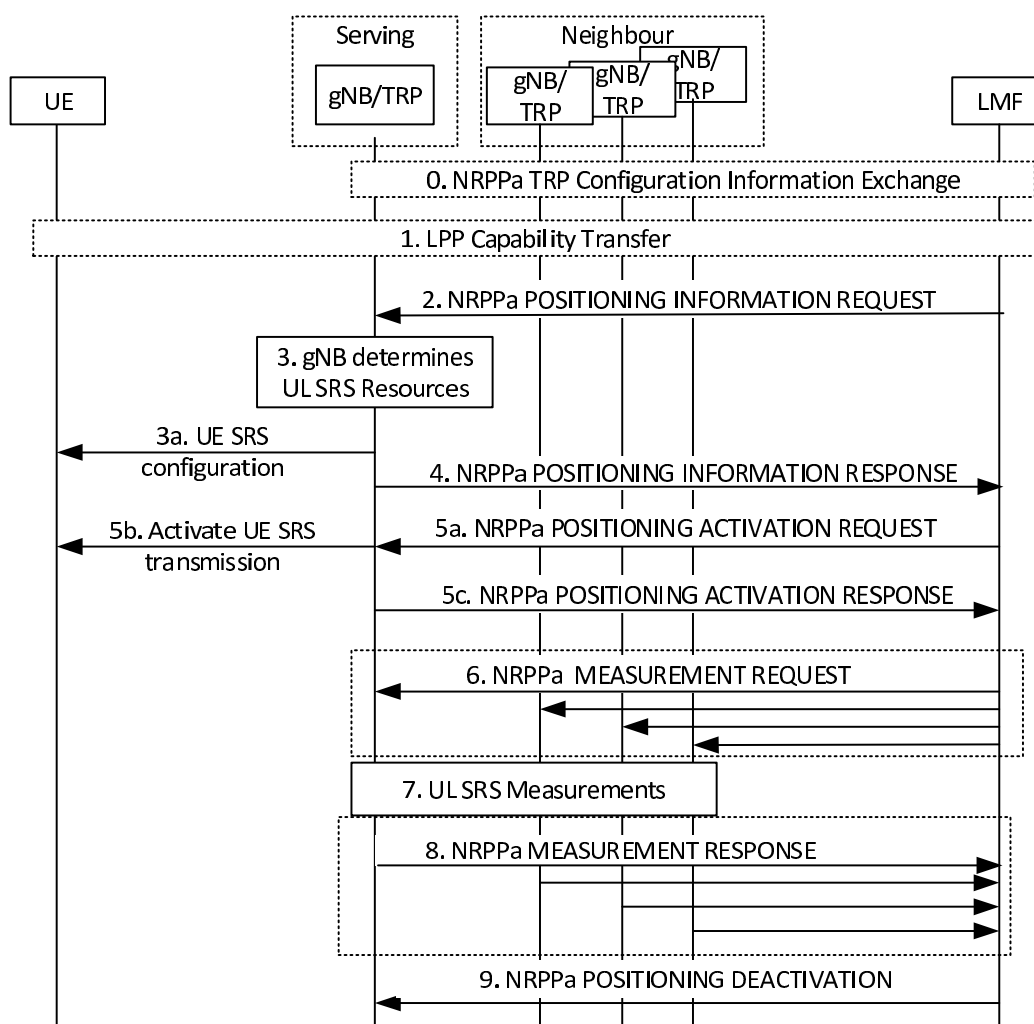 Serving
Neighbour
UE
gNB/TRP
gNB/
TRP
gNB/
TRP
gNB/
TRP
LMF
0. NRPPa TRP Configuration Information Exchange
1. LPP Capability Transfer
2. NRPPa POSITIONING INFORMATION REQUEST
3. gNB determines
UL SRS Resources
3a. UE SRS
configuration
4. NRPPa POSITIONING INFORMATION RESPONSE
5b. Activate UE SRS
transmission
5a. NRPPa POSITIONING ACTIVATION REQUEST
5c. NRPPa POSITIONING ACTIVATION RESPONSE
6. NRPPa MEASUREMENT REQUEST
7. UL SRS Measurements
8. NRPPa MEASUREMENT RESPONSE
9. NRPPa POSITIONING DEACTIVATION